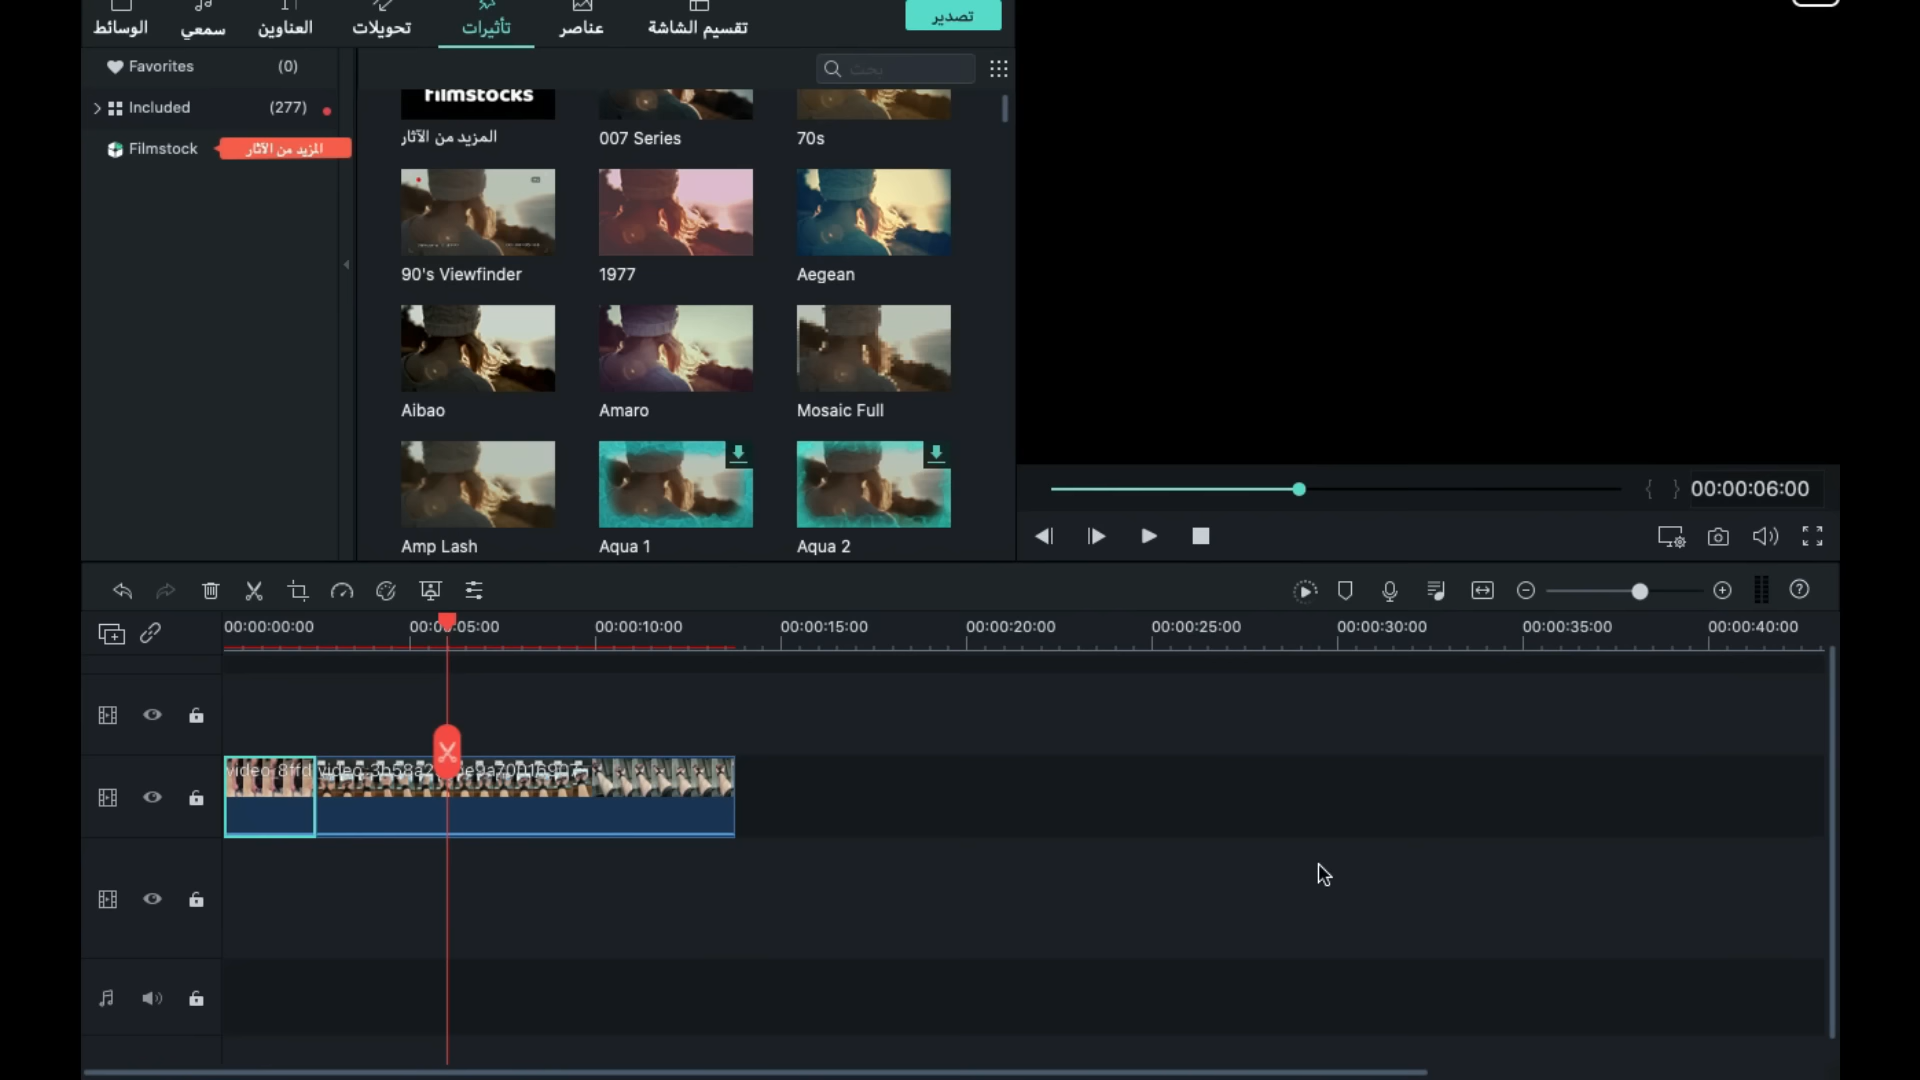 الوسائط
سمعي
العناوين
تحويلات
تأثيرات
عناصر
تقسيم الشاشة
تصدير
Favorites (0)
Included (277)
Filmstock
المزيد من الآثار
بحث
filmstocks
المزيد من الآثار
007 Series
70s
90's Viewfinder
1977
Aegean
Aibao
Amaro
Mosaic Full
Amp Lash
Aqua 1
Aqua 2
{ } 00:00:06:00
00:00:00:00
00:00:05:00
00:00:10:00
00:00:15:00
00:00:20:00
00:00:25:00
00:00:30:00
00:00:35:00
00:00:40:00
video-8ffd